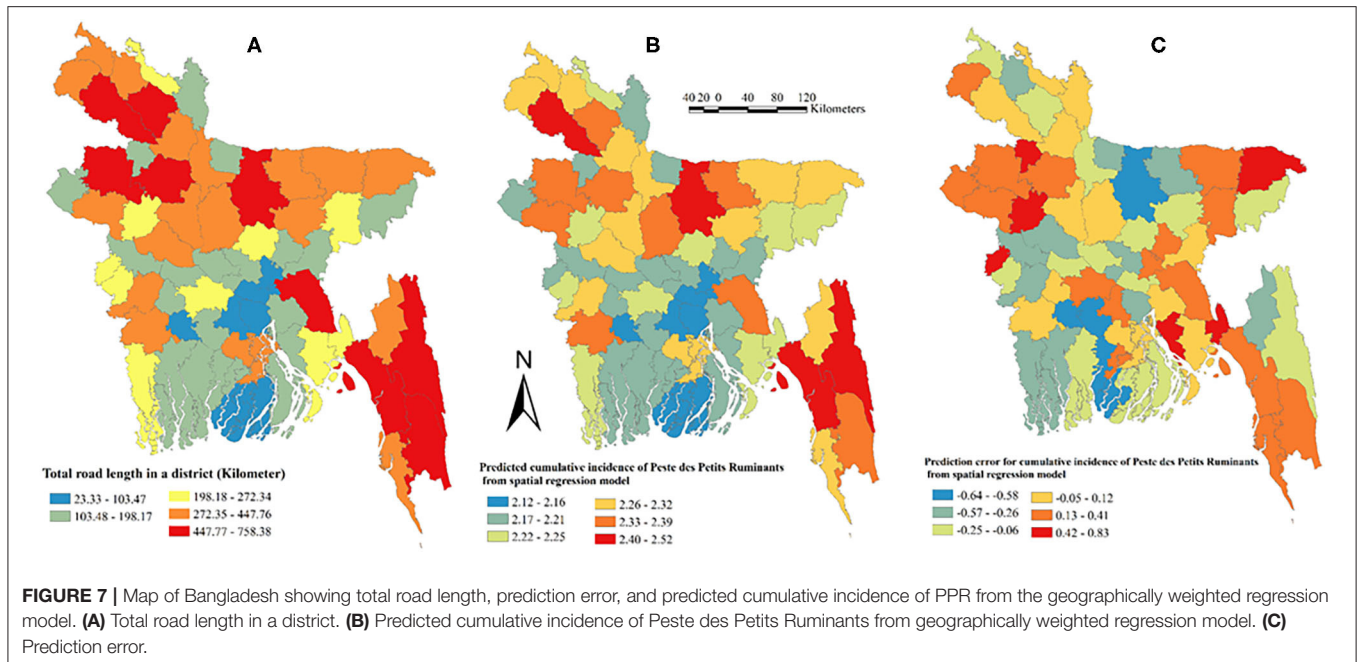 A
B
C
40 20 0 40 80 120
Kilometers
N
Total road length in a district (Kilometer)
23.33 - 103.47
103.48 - 198.17
198.18 - 272.34
272.35 - 447.76
447.77 - 758.38
Predicted cumulative incidence of Peste des Petits Ruminants
from spatial regression model
2.12 - 2.16
2.17 - 2.21
2.22 - 2.25
2.26 - 2.32
2.33 - 2.39
2.40 - 2.52
Prediction error for cumulative incidence of Peste des Petits Ruminants
from spatial regression model
-0.64 - -0.58
-0.57 - -0.26
-0.25 - -0.06
-0.05 - 0.12
0.13 - 0.41
0.42 - 0.83
FIGURE 7 | Map of Bangladesh showing total road length, prediction error, and predicted cumulative incidence of PPR from the geographically weighted regression
model. (A) Total road length in a district. (B) Predicted cumulative incidence of Peste des Petits Ruminants from geographically weighted regression model. (C)
Prediction error.